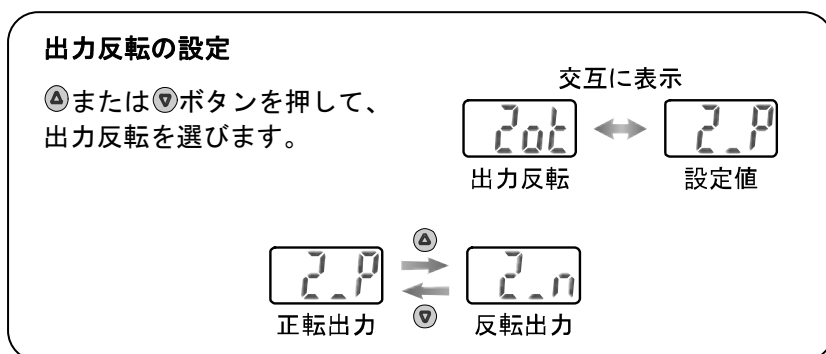 出力反転の設定
△または▽ボタンを押して、
出力反転を選びます。
交互に表示
2ot 2_P
出力反転 設定値
△
2_P 2_n
▽
正転出力 反転出力